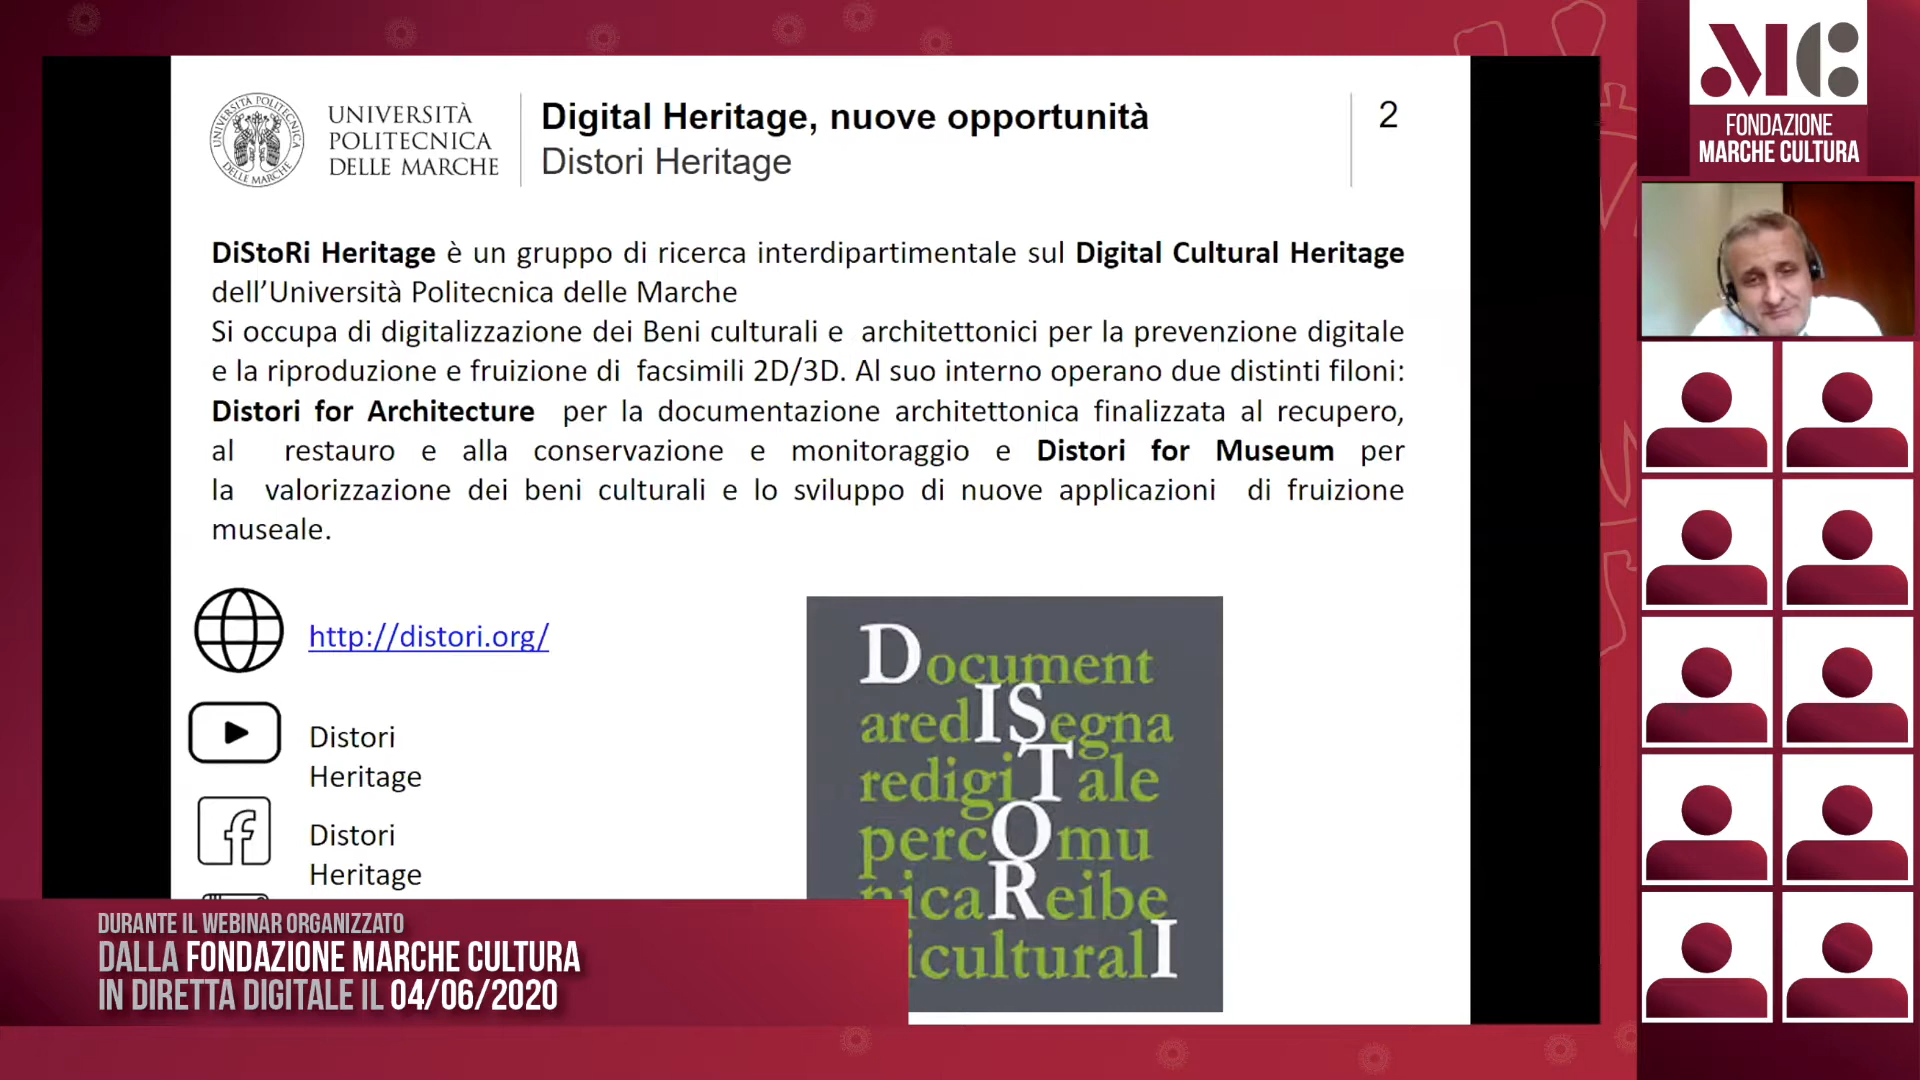 UNIVERSITÀ POLITECNICA DELLE MARCHE
UNIVERSITÀ
POLITECNICA
DELLE MARCHE
Digital Heritage, nuove opportunità
Distori Heritage
2
DiStoRi Heritage è un gruppo di ricerca interdipartimentale sul Digital Cultural Heritage
dell’Università Politecnica delle Marche
Si occupa di digitalizzazione dei Beni culturali e architettonici per la prevenzione digitale
e la riproduzione e fruizione di facsimili 2D/3D. Al suo interno operano due distinti filoni:
Distori for Architecture per la documentazione architettonica finalizzata al recupero,
al restauro e alla conservazione e monitoraggio e Distori for Museum per
la valorizzazione dei beni culturali e lo sviluppo di nuove applicazioni di fruizione
museale.
http://distori.org/
Distori
Heritage
Distori
Heritage
Document
aredISegna
redigiTale
percOmu
nicaReibe
iculturalI
DURANTE IL WEBINAR ORGANIZZATO
DALLA FONDAZIONE MARCHE CULTURA
IN DIRETTA DIGITALE IL 04/06/2020
MC
FONDAZIONE
MARCHE CULTURA